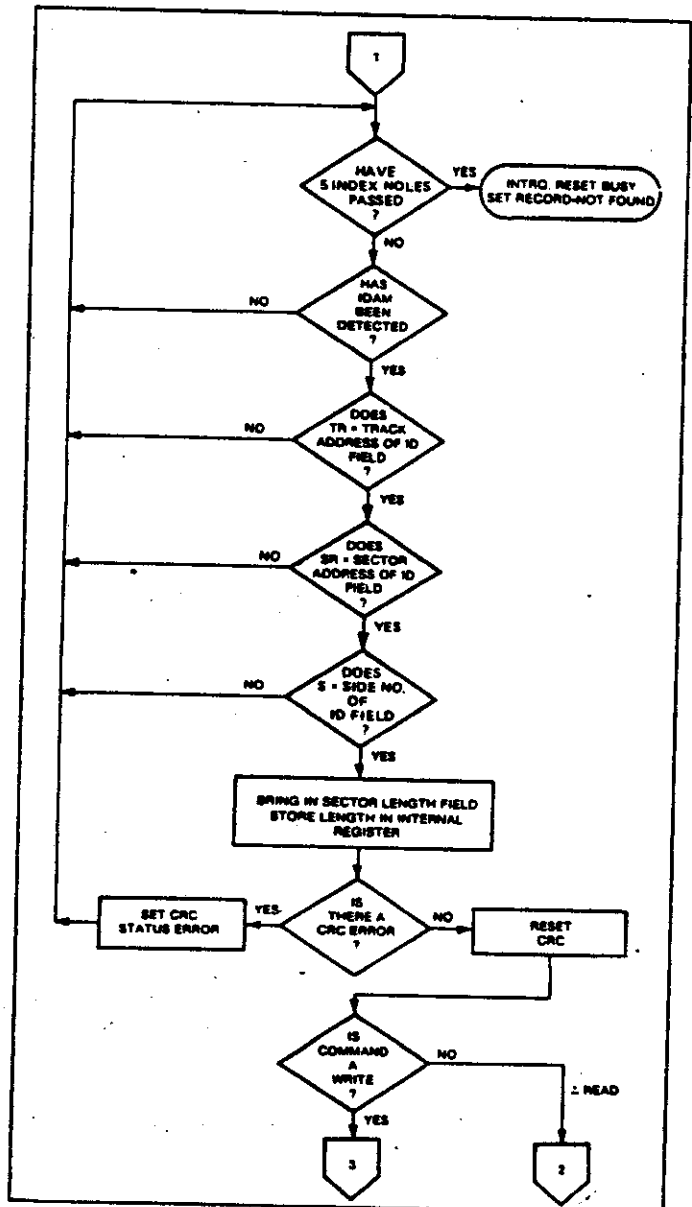 1
HAVE
5 INDEX HOLES
PASSED
?
YES
INTRQ. RESET BUSY
SET RECORD-NOT FOUND
NO
HAS
IDAM
BEEN
DETECTED
?
NO
YES
DOES
TR = TRACK
ADDRESS OF ID
FIELD
?
NO
YES
DOES
SR = SECTOR
ADDRESS OF ID
FIELD
?
NO
YES
DOES
S = SIDE NO.
OF
ID FIELD
?
NO
YES
BRING IN SECTOR LENGTH FIELD
STORE LENGTH IN INTERNAL
REGISTER
IS
THERE A
CRC ERROR
?
YES
SET CRC
STATUS ERROR
NO
RESET
CRC
IS
COMMAND
A
WRITE
?
NO
READ
YES
3
2